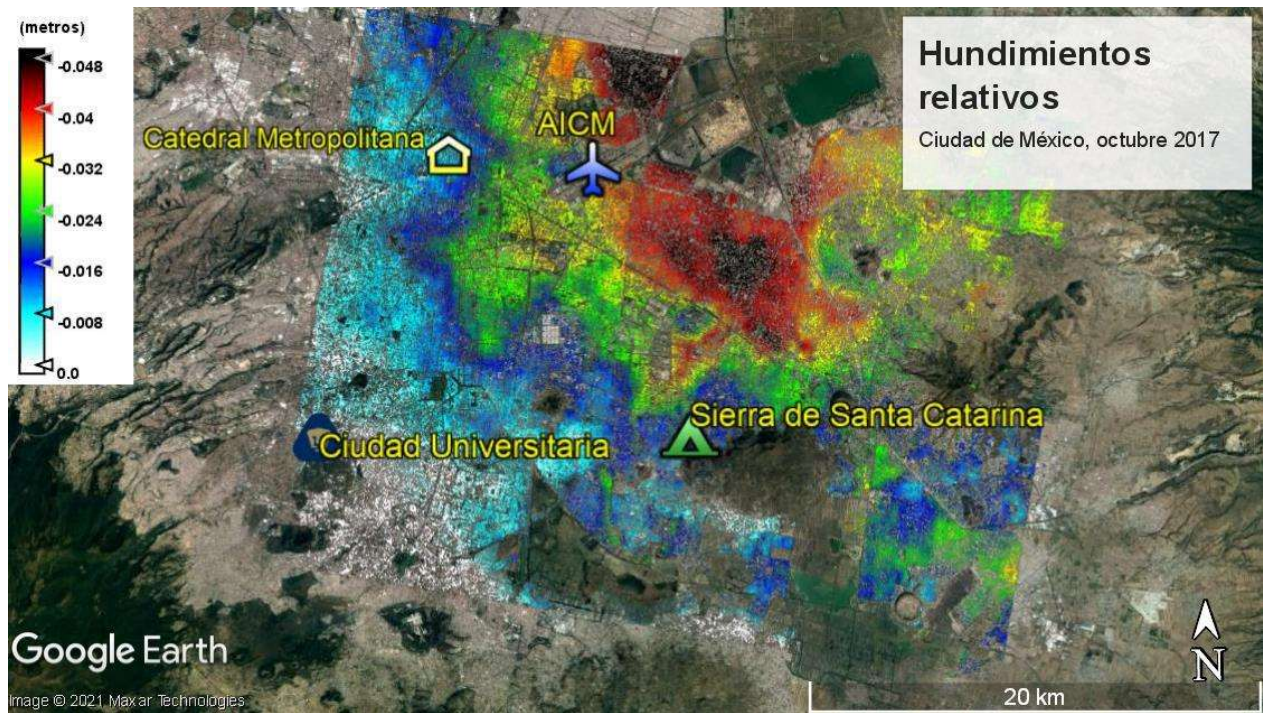 (metros)
-0.048
-0.04
-0.032
-0.024
-0.016
-0.008
0.0
Hundimientos
relativos
Ciudad de México, octubre 2017
Catedral Metropolitana
AICM
Sierra de Santa Catarina
Ciudad Universitaria
Google Earth
Image © 2021 Maxar Technologies
N
20 km